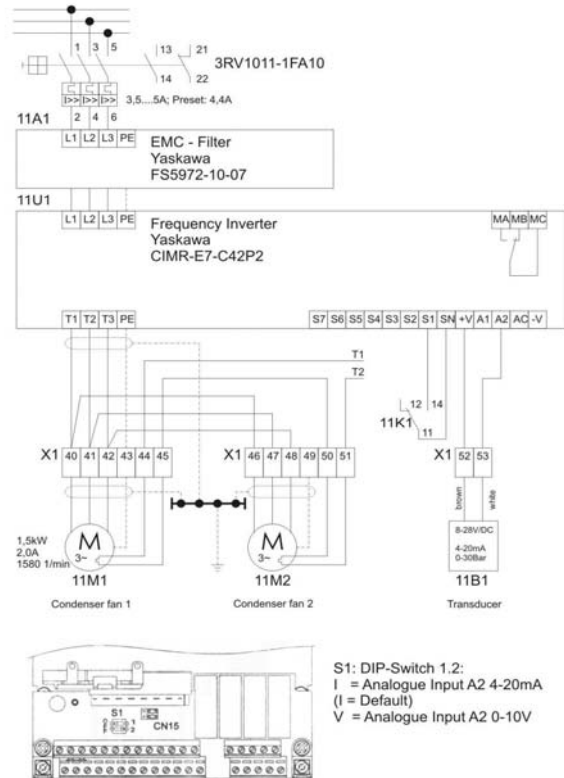 1 3 5
13 21
3RV1011-1FA10
14 22
I>> I>> I>>
3,5....5A; Preset: 4,4A
11A1
2 4 6
L1 L2 L3 PE
EMC - Filter
Yaskawa
FS5972-10-07
11U1
L1 L2 L3 PE
Frequency Inverter
Yaskawa
CIMR-E7-C42P2
MA MB MC
T1 T2 T3 PE
S7 S6 S5 S4 S3 S2 S1 SN +V A1 A2 AC -V
T1
T2
12 14
11K1
11
X1 40 41 42 43 44 45
X1 46 47 48 49 50 51
X1 52 53
brown
white
1,5kW
2,0A
1580 1/min
M
3~
11M1
Condenser fan 1
M
3~
11M2
Condenser fan 2
8-28V/DC
4-20mA
0-30Bar
11B1
Transducer
S1
CN15
S1: DIP-Switch 1.2:
I = Analogue Input A2 4-20mA
(I = Default)
V = Analogue Input A2 0-10V